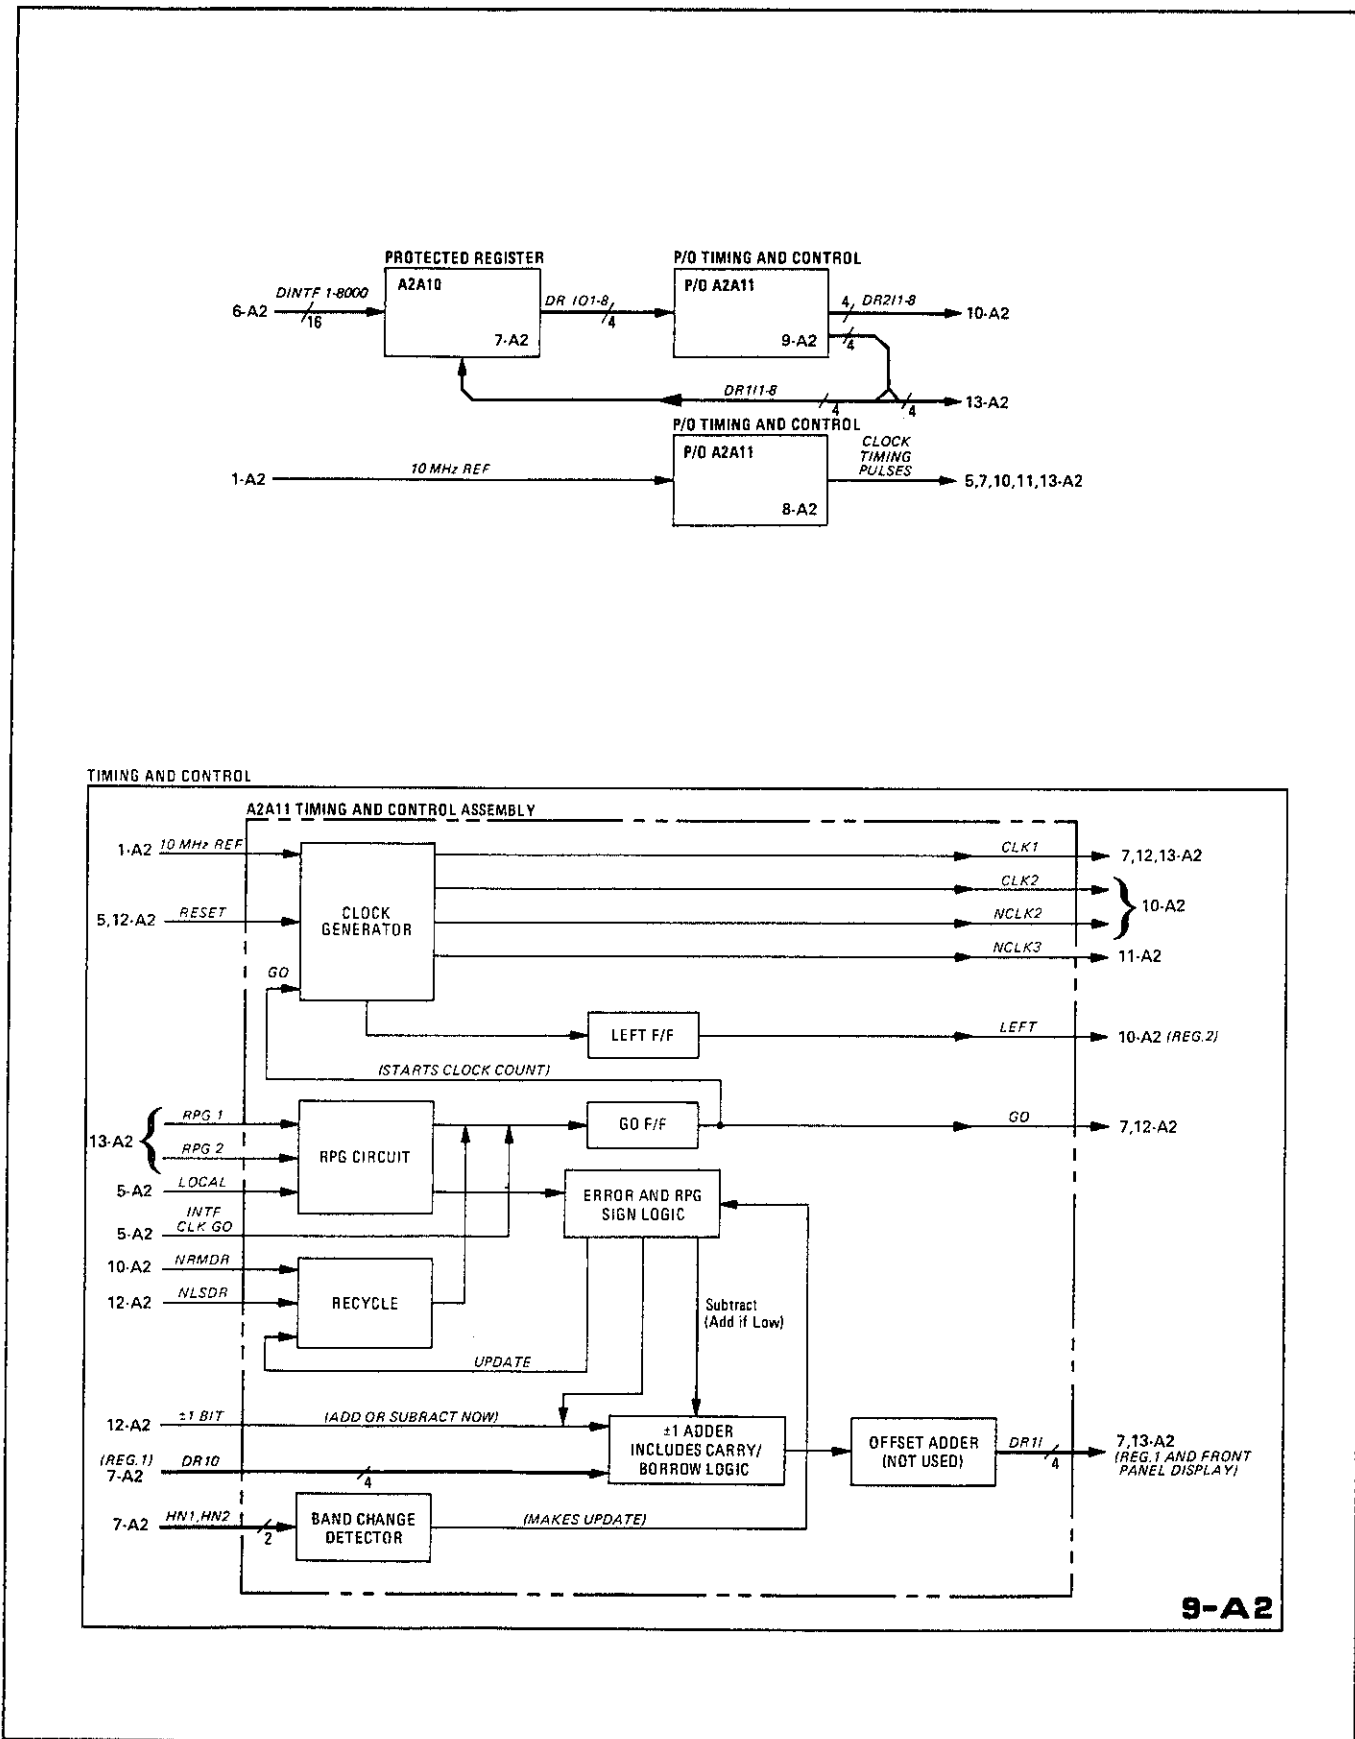 PROTECTED REGISTER
A2A10
7-A2
6-A2
DINTF 1-8000
16
DR 1O1-8
4
P/O TIMING AND CONTROL
P/O A2A11
9-A2
4
DR2I1-8
10-A2
4
DR1I1-8
4
4
13-A2
P/O TIMING AND CONTROL
P/O A2A11
8-A2
1-A2
10 MHz REF
CLOCK
TIMING
PULSES
5,7,10,11,13-A2
TIMING AND CONTROL
A2A11 TIMING AND CONTROL ASSEMBLY
1-A2
10 MHz REF
CLK1
7,12,13-A2
CLK2
5,12-A2
RESET
CLOCK
GENERATOR
NCLK2
10-A2
NCLK3
11-A2
GO
LEFT F/F
LEFT
10-A2 (REG.2)
(STARTS CLOCK COUNT)
13-A2
RPG 1
RPG 2
RPG CIRCUIT
GO F/F
GO
7,12-A2
5-A2
LOCAL
ERROR AND RPG
SIGN LOGIC
5-A2
INTF
CLK GO
10-A2
NRMDR
12-A2
NLSDR
RECYCLE
Subtract
(Add if Low)
UPDATE
12-A2
±1 BIT
(ADD OR SUBRACT NOW)
±1 ADDER
INCLUDES CARRY/
BORROW LOGIC
OFFSET ADDER
(NOT USED)
DR1I
4
7,13-A2
(REG.1 AND FRONT
PANEL DISPLAY)
(REG.1)
7-A2
DR10
4
7-A2
HN1,HN2
2
BAND CHANGE
DETECTOR
(MAKES UPDATE)
9-A2